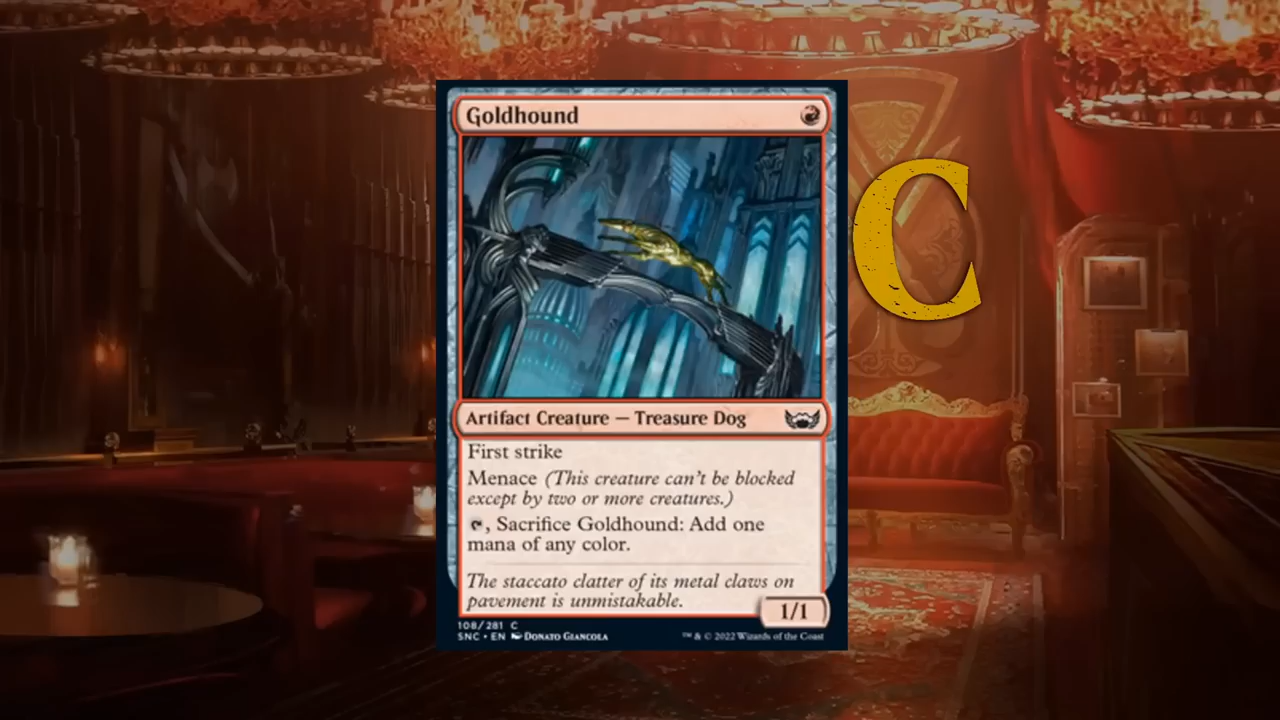 Goldhound
C
Artifact Creature — Treasure Dog
First strike
Menace (This creature can't be blocked
except by two or more creatures.)
, Sacrifice Goldhound: Add one
mana of any color.
The staccato clatter of its metal claws on
pavement is unmistakable.
1/1
108/281 C
SNC • EN Donato Giancola
™ & © 2022 Wizards of the Coast